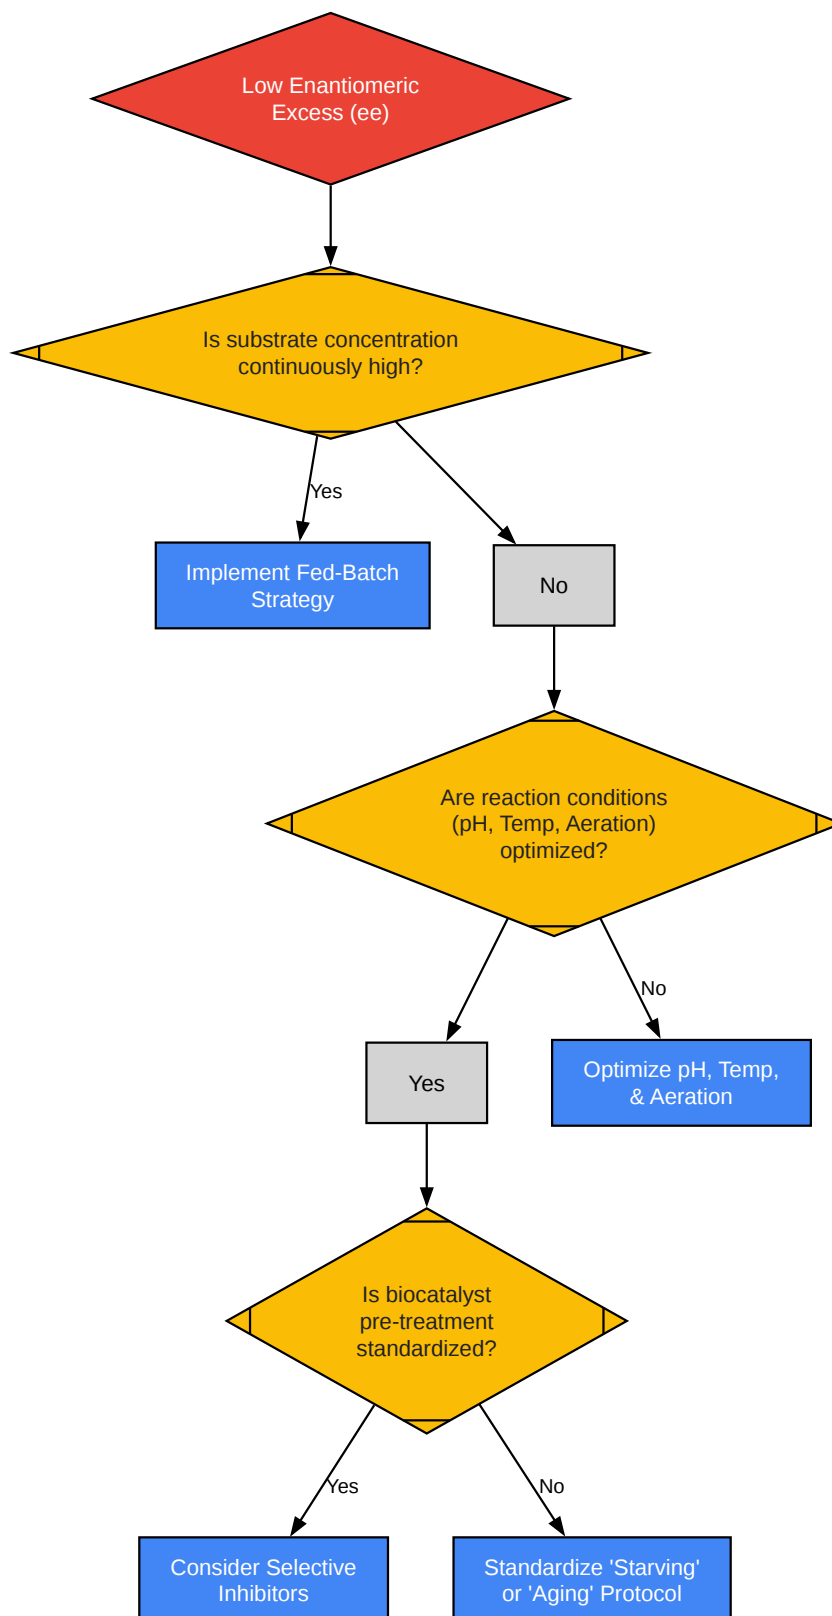 Low Enantiomeric
Excess (ee)
Is substrate concentration
continuously high?
Yes
Implement Fed-Batch
Strategy
No
Are reaction conditions
(pH, Temp, Aeration)
optimized?
No
Yes
Optimize pH, Temp,
& Aeration
Is biocatalyst
pre-treatment
standardized?
Yes
No
Consider Selective
Inhibitors
Standardize 'Starving'
or 'Aging' Protocol